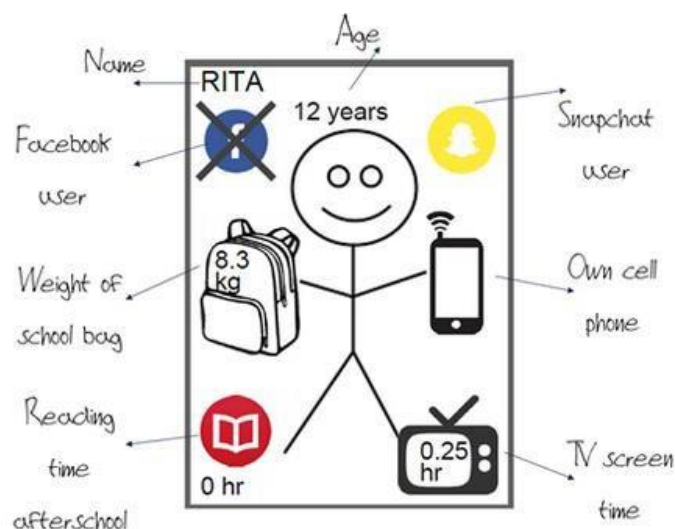 Age
Name
RITA
12 years
Snapchat
user
Facebook
user
8.3
kg
Weight of
school bag
Own cell
phone
Reading
time
afterschool
0 hr
0.25
hr
TV screen
time